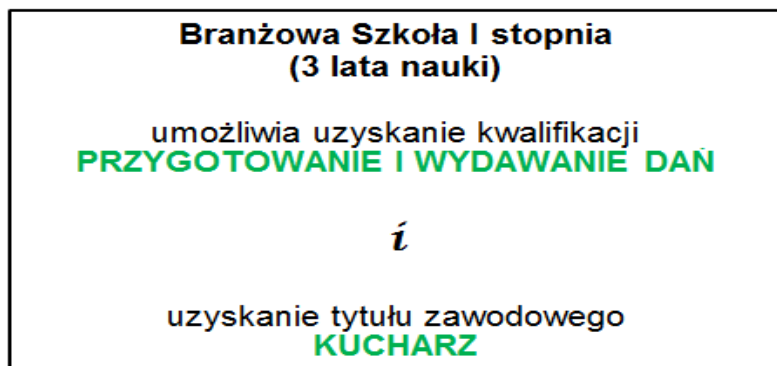 Branżowa Szkoła I stopnia
(3 lata nauki)
umożliwia uzyskanie kwalifikacji
PRZYGOTOWANIE I WYDAWANIE DAŃ
i
uzyskanie tytułu zawodowego
KUCHARZ